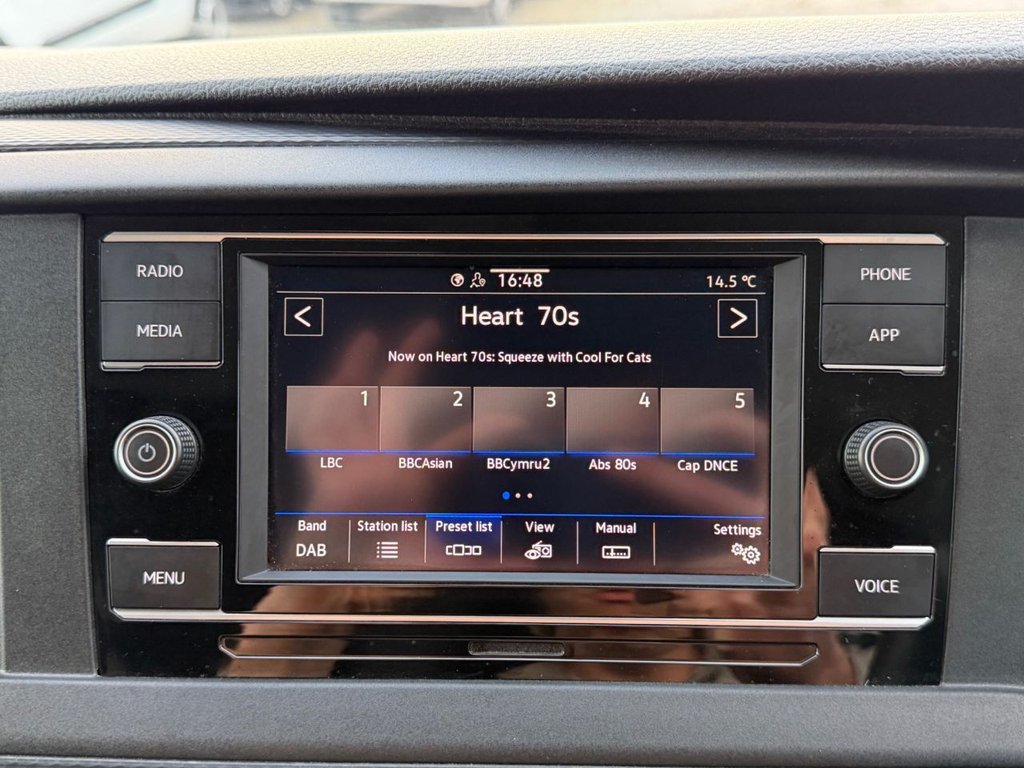 RADIO
MEDIA
MENU
16:48
14.5 °C
<
Heart 70s
>
Now on Heart 70s: Squeeze with Cool For Cats
1 2 3 4 5
LBC BBCAsian BBCymru2 Abs 80s Cap DNCE
Band Station list Preset list View Manual Settings
DAB
PHONE
APP
VOICE